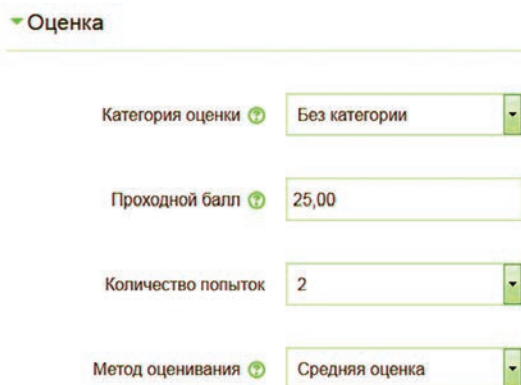 Оценка
Категория оценки Без категории
Проходной балл 25,00
Количество попыток 2
Метод оценивания Средняя оценка